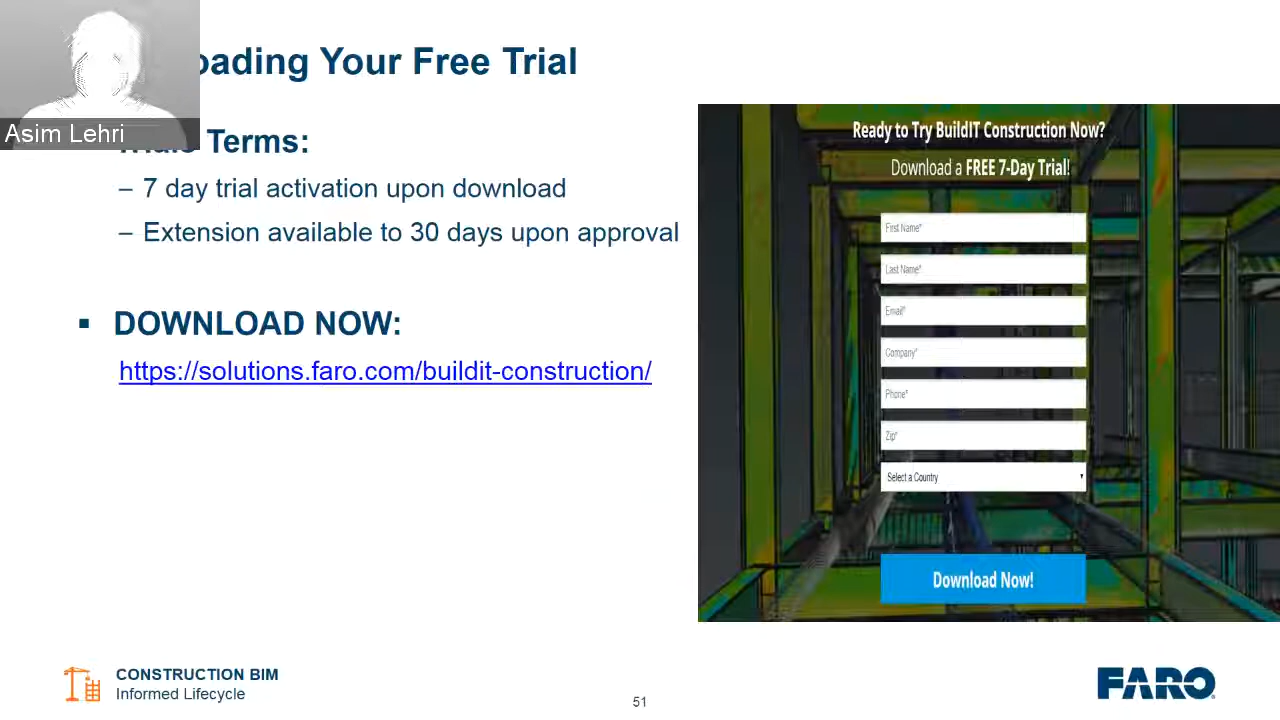 oading Your Free Trial
Asim Lehri
Terms:
– 7 day trial activation upon download
– Extension available to 30 days upon approval
▪ DOWNLOAD NOW:
https://solutions.faro.com/buildit-construction/
Ready to Try BuildIT Construction Now?
Download a FREE 7-Day Trial!
First Name*
Last Name*
Email*
Company*
Phone*
Zip*
Select a Country
Download Now!
CONSTRUCTION BIM
Informed Lifecycle
51
FARO